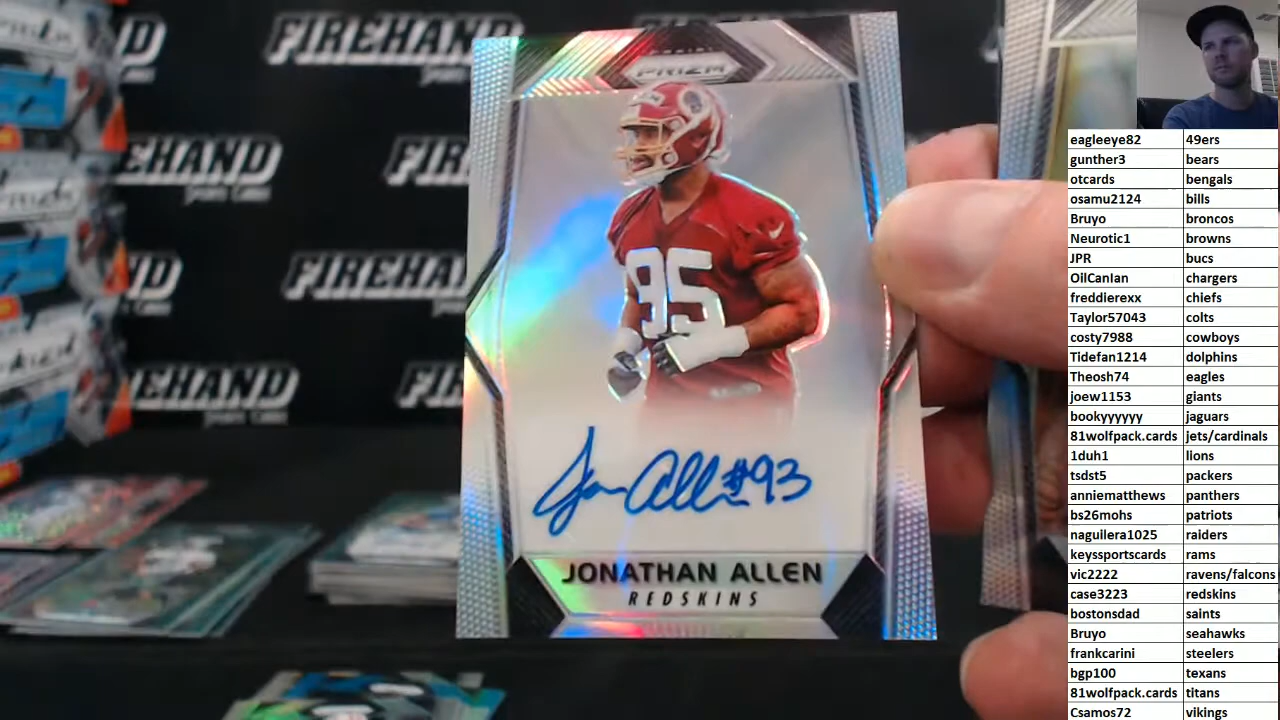 FIREHAND
FIREHAND
FIREHAND
FIREHAND
PANINI
PRIZM
95
Jon Allen #93
JONATHAN ALLEN
REDSKINS
eagleeye82 49ers
gunther3 bears
otcards bengals
osamu2124 bills
Bruyo broncos
Neurotic1 browns
JPR bucs
OilCanIan chargers
freddierexx chiefs
Taylor57043 colts
costy7988 cowboys
Tidefan1214 dolphins
Theosh74 eagles
joew1153 giants
bookyyyyyy jaguars
81wolfpack.cards jets/cardinals
1duh1 lions
tsdst5 packers
anniematthews panthers
bs26mohs patriots
naguilera1025 raiders
keyssportscards rams
vic2222 ravens/falcons
case3223 redskins
bostonsdad saints
Bruyo seahawks
frankcarini steelers
bgp100 texans
81wolfpack.cards titans
Csamos72 vikings